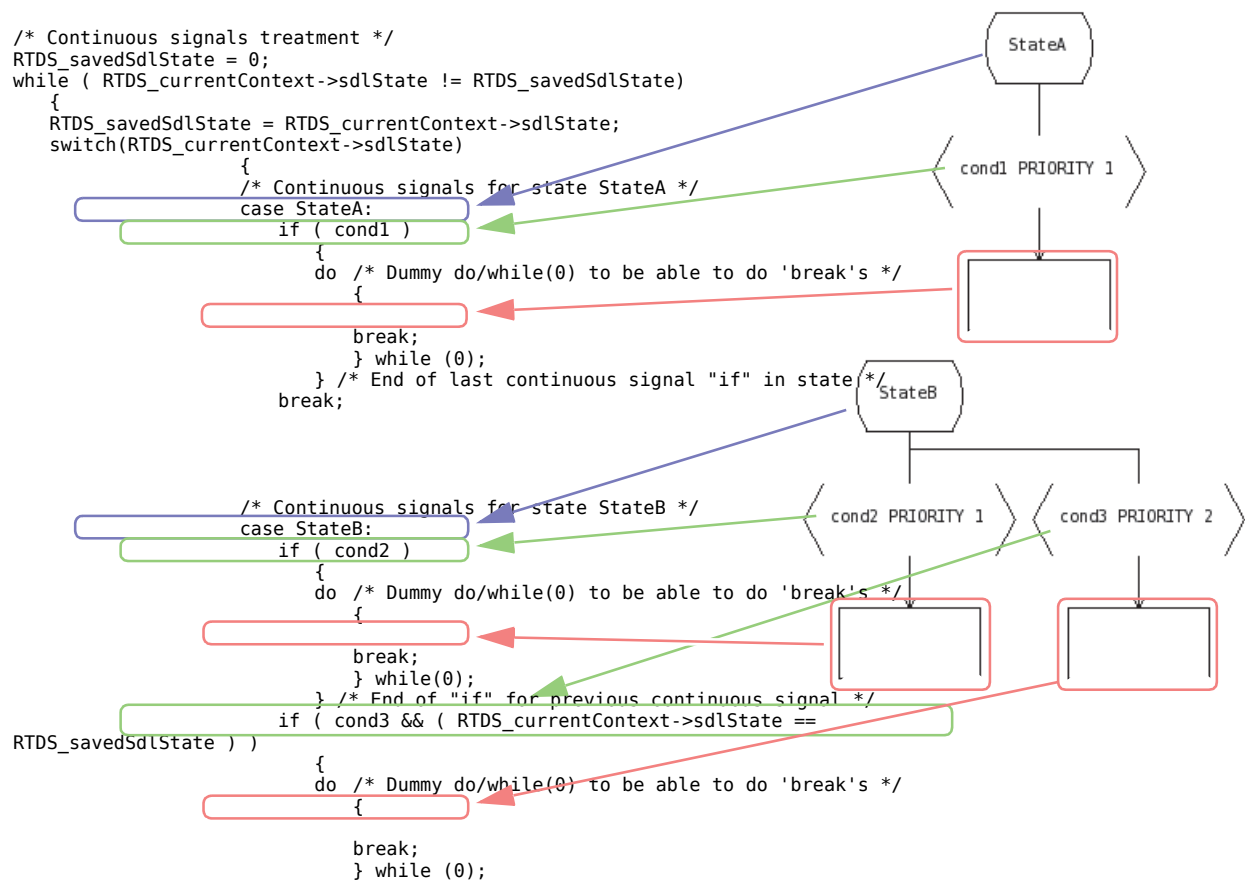 /* Continuous signals treatment */
RTDS_savedSdlState = 0;
while ( RTDS_currentContext->sdlState != RTDS_savedSdlState)
{
RTDS_savedSdlState = RTDS_currentContext->sdlState;
switch(RTDS_currentContext->sdlState)
{
/* Continuous signals for state StateA */
case StateA:
if ( cond1 )
{
do /* Dummy do/while(0) to be able to do 'break's */
{
break;
} while (0);
} /* End of last continuous signal "if" in state */
break;
StateA
cond1 PRIORITY 1
/* Continuous signals for state StateB */
case StateB:
if ( cond2 )
{
do /* Dummy do/while(0) to be able to do 'break's */
{
break;
} while(0);
} /* End of "if" for previous continuous signal */
if ( cond3 && ( RTDS_currentContext->sdlState ==
RTDS_savedSdlState ) )
{
do /* Dummy do/while(0) to be able to do 'break's */
{
break;
} while (0);
StateB
cond2 PRIORITY 1
cond3 PRIORITY 2